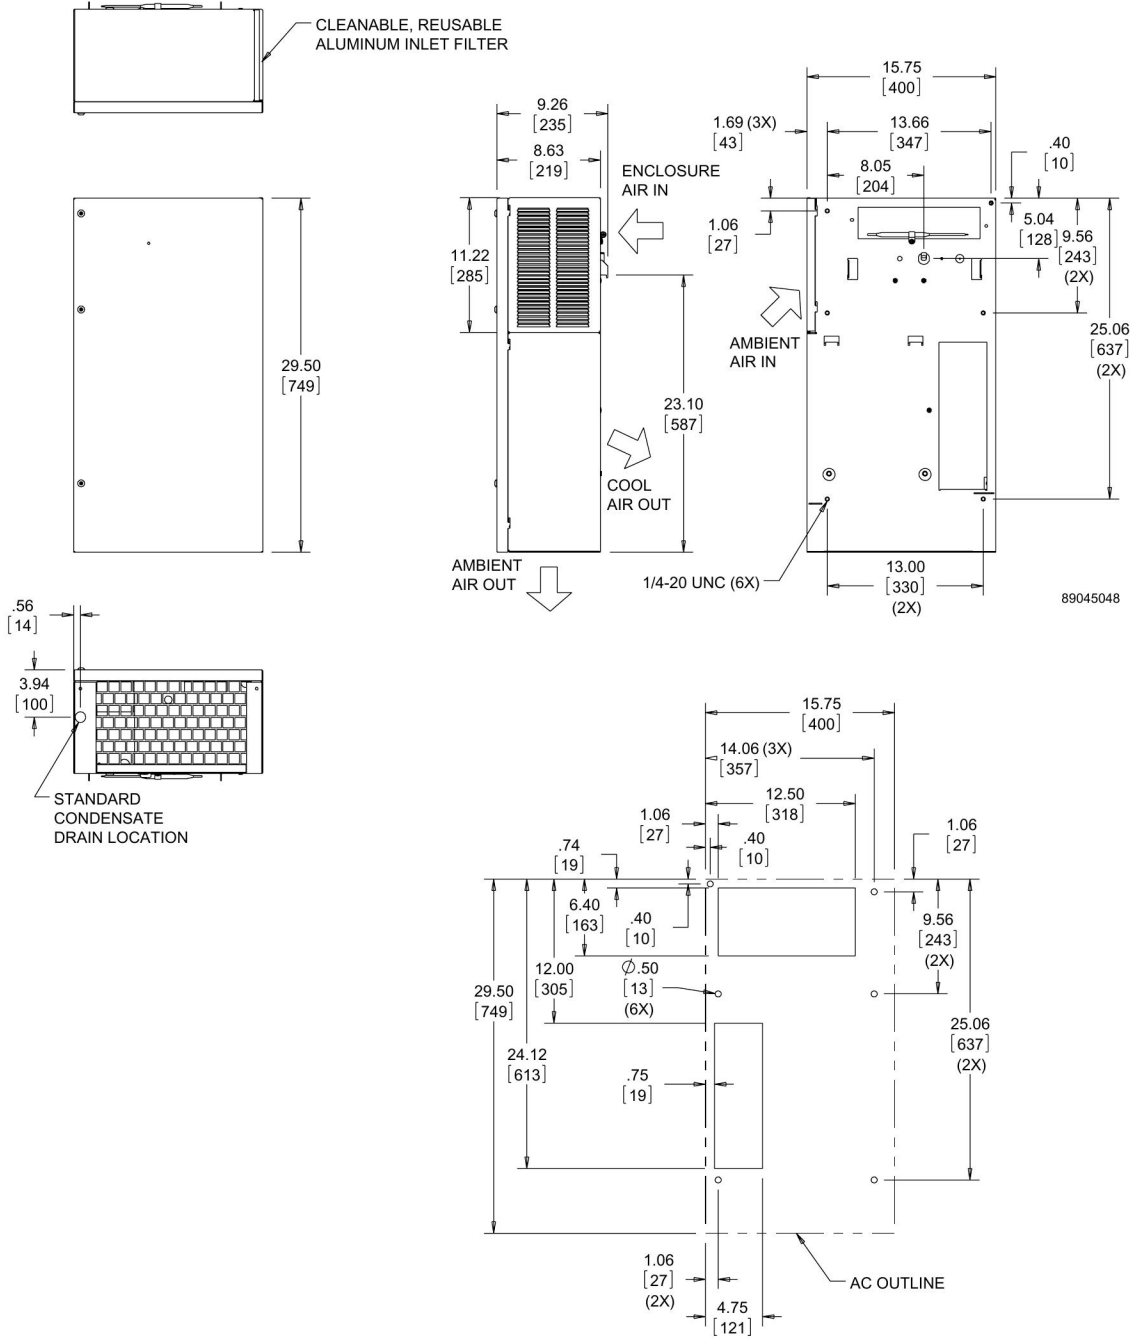 CLEANABLE, REUSABLE
ALUMINUM INLET FILTER
15.75
[400]
9.26
[235]
1.69 (3X)
[43]
13.66
[347]
.40
[10]
8.63
[219]
8.05
[204]
ENCLOSURE
AIR IN
1.06
[27]
5.04
[128]
9.56
[243]
(2X)
11.22
[285]
AMBIENT
AIR IN
25.06
[637]
(2X)
29.50
[749]
23.10
[587]
COOL
AIR OUT
AMBIENT
AIR OUT
1/4-20 UNC (6X)
13.00
[330]
(2X)
89045048
.56
[14]
3.94
[100]
STANDARD
CONDENSATE
DRAIN LOCATION
15.75
[400]
14.06 (3X)
[357]
12.50
[318]
1.06
[27]
.40
[10]
1.06
[27]
.74
[19]
6.40
[163]
.40
[10]
9.56
[243]
(2X)
12.00
[305]
Ø.50
[13]
(6X)
29.50
[749]
25.06
[637]
(2X)
24.12
[613]
.75
[19]
1.06
[27]
(2X)
AC OUTLINE
4.75
[121]